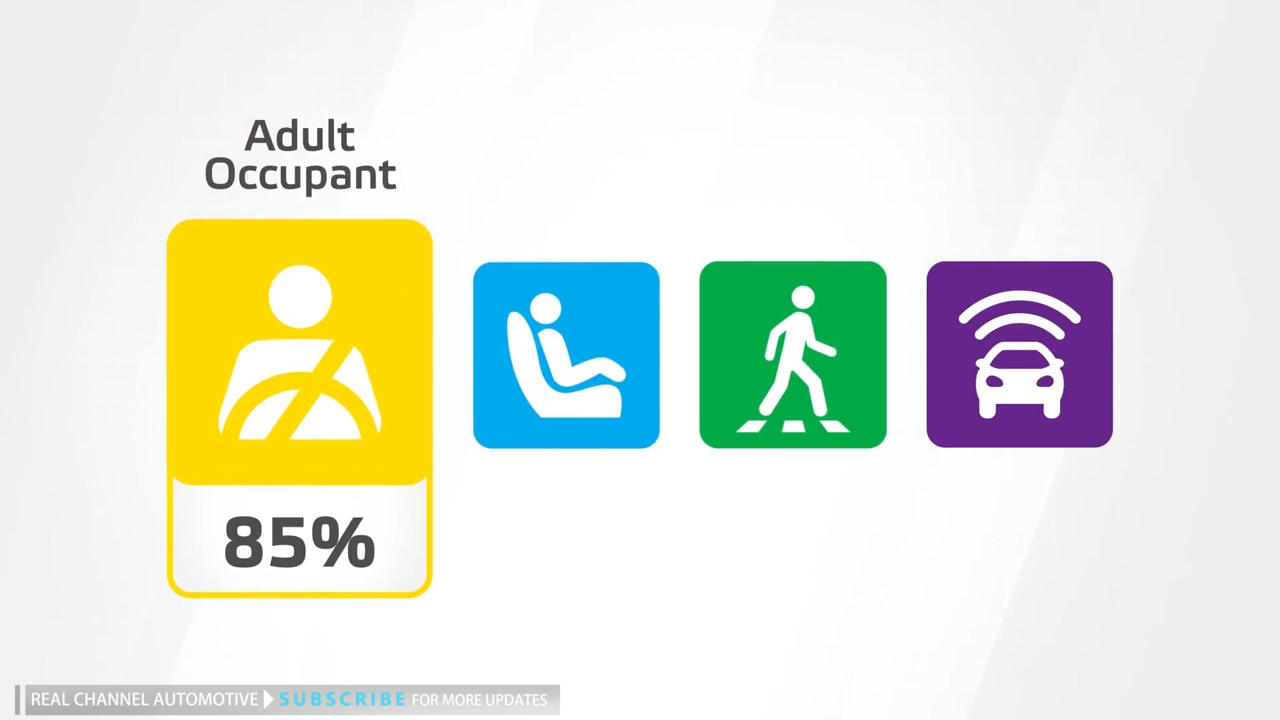 Adult
Occupant
85%
REAL CHANNEL AUTOMOTIVE SUBSCRIBE FOR MORE UPDATES